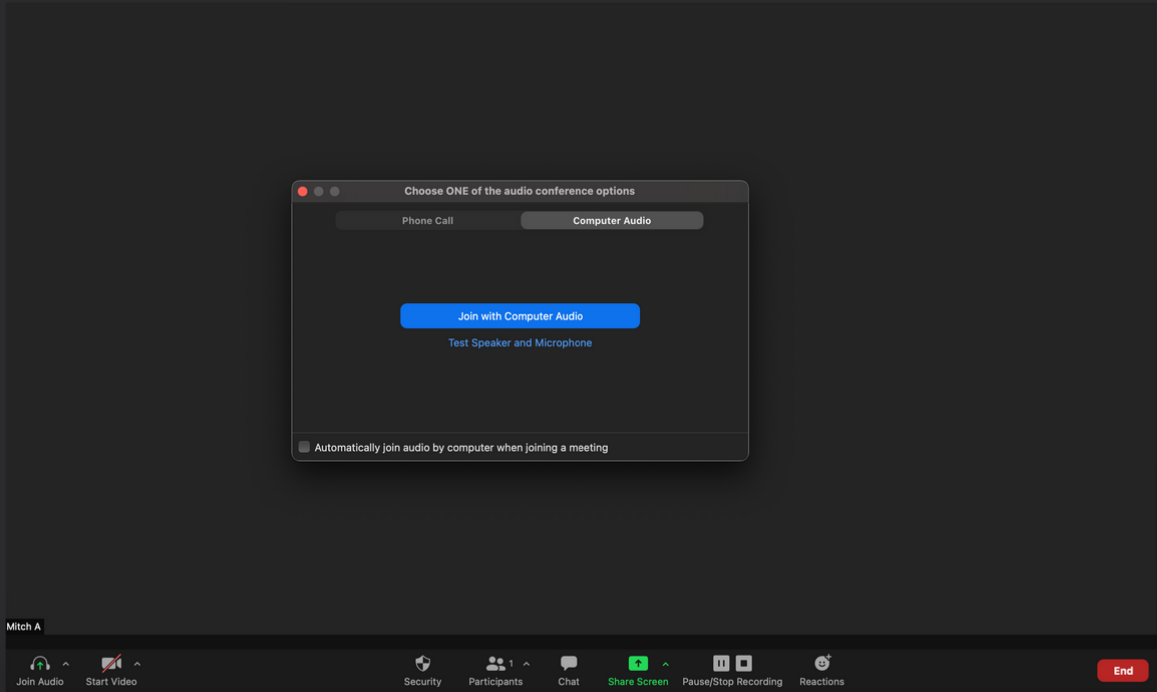 Choose ONE of the audio conference options
Phone Call
Computer Audio
Join with Computer Audio
Test Speaker and Microphone
Automatically join audio by computer when joining a meeting
Mitch A
Join Audio
Start Video
Security
1
Participants
Chat
Share Screen
Pause/Stop Recording
Reactions
End